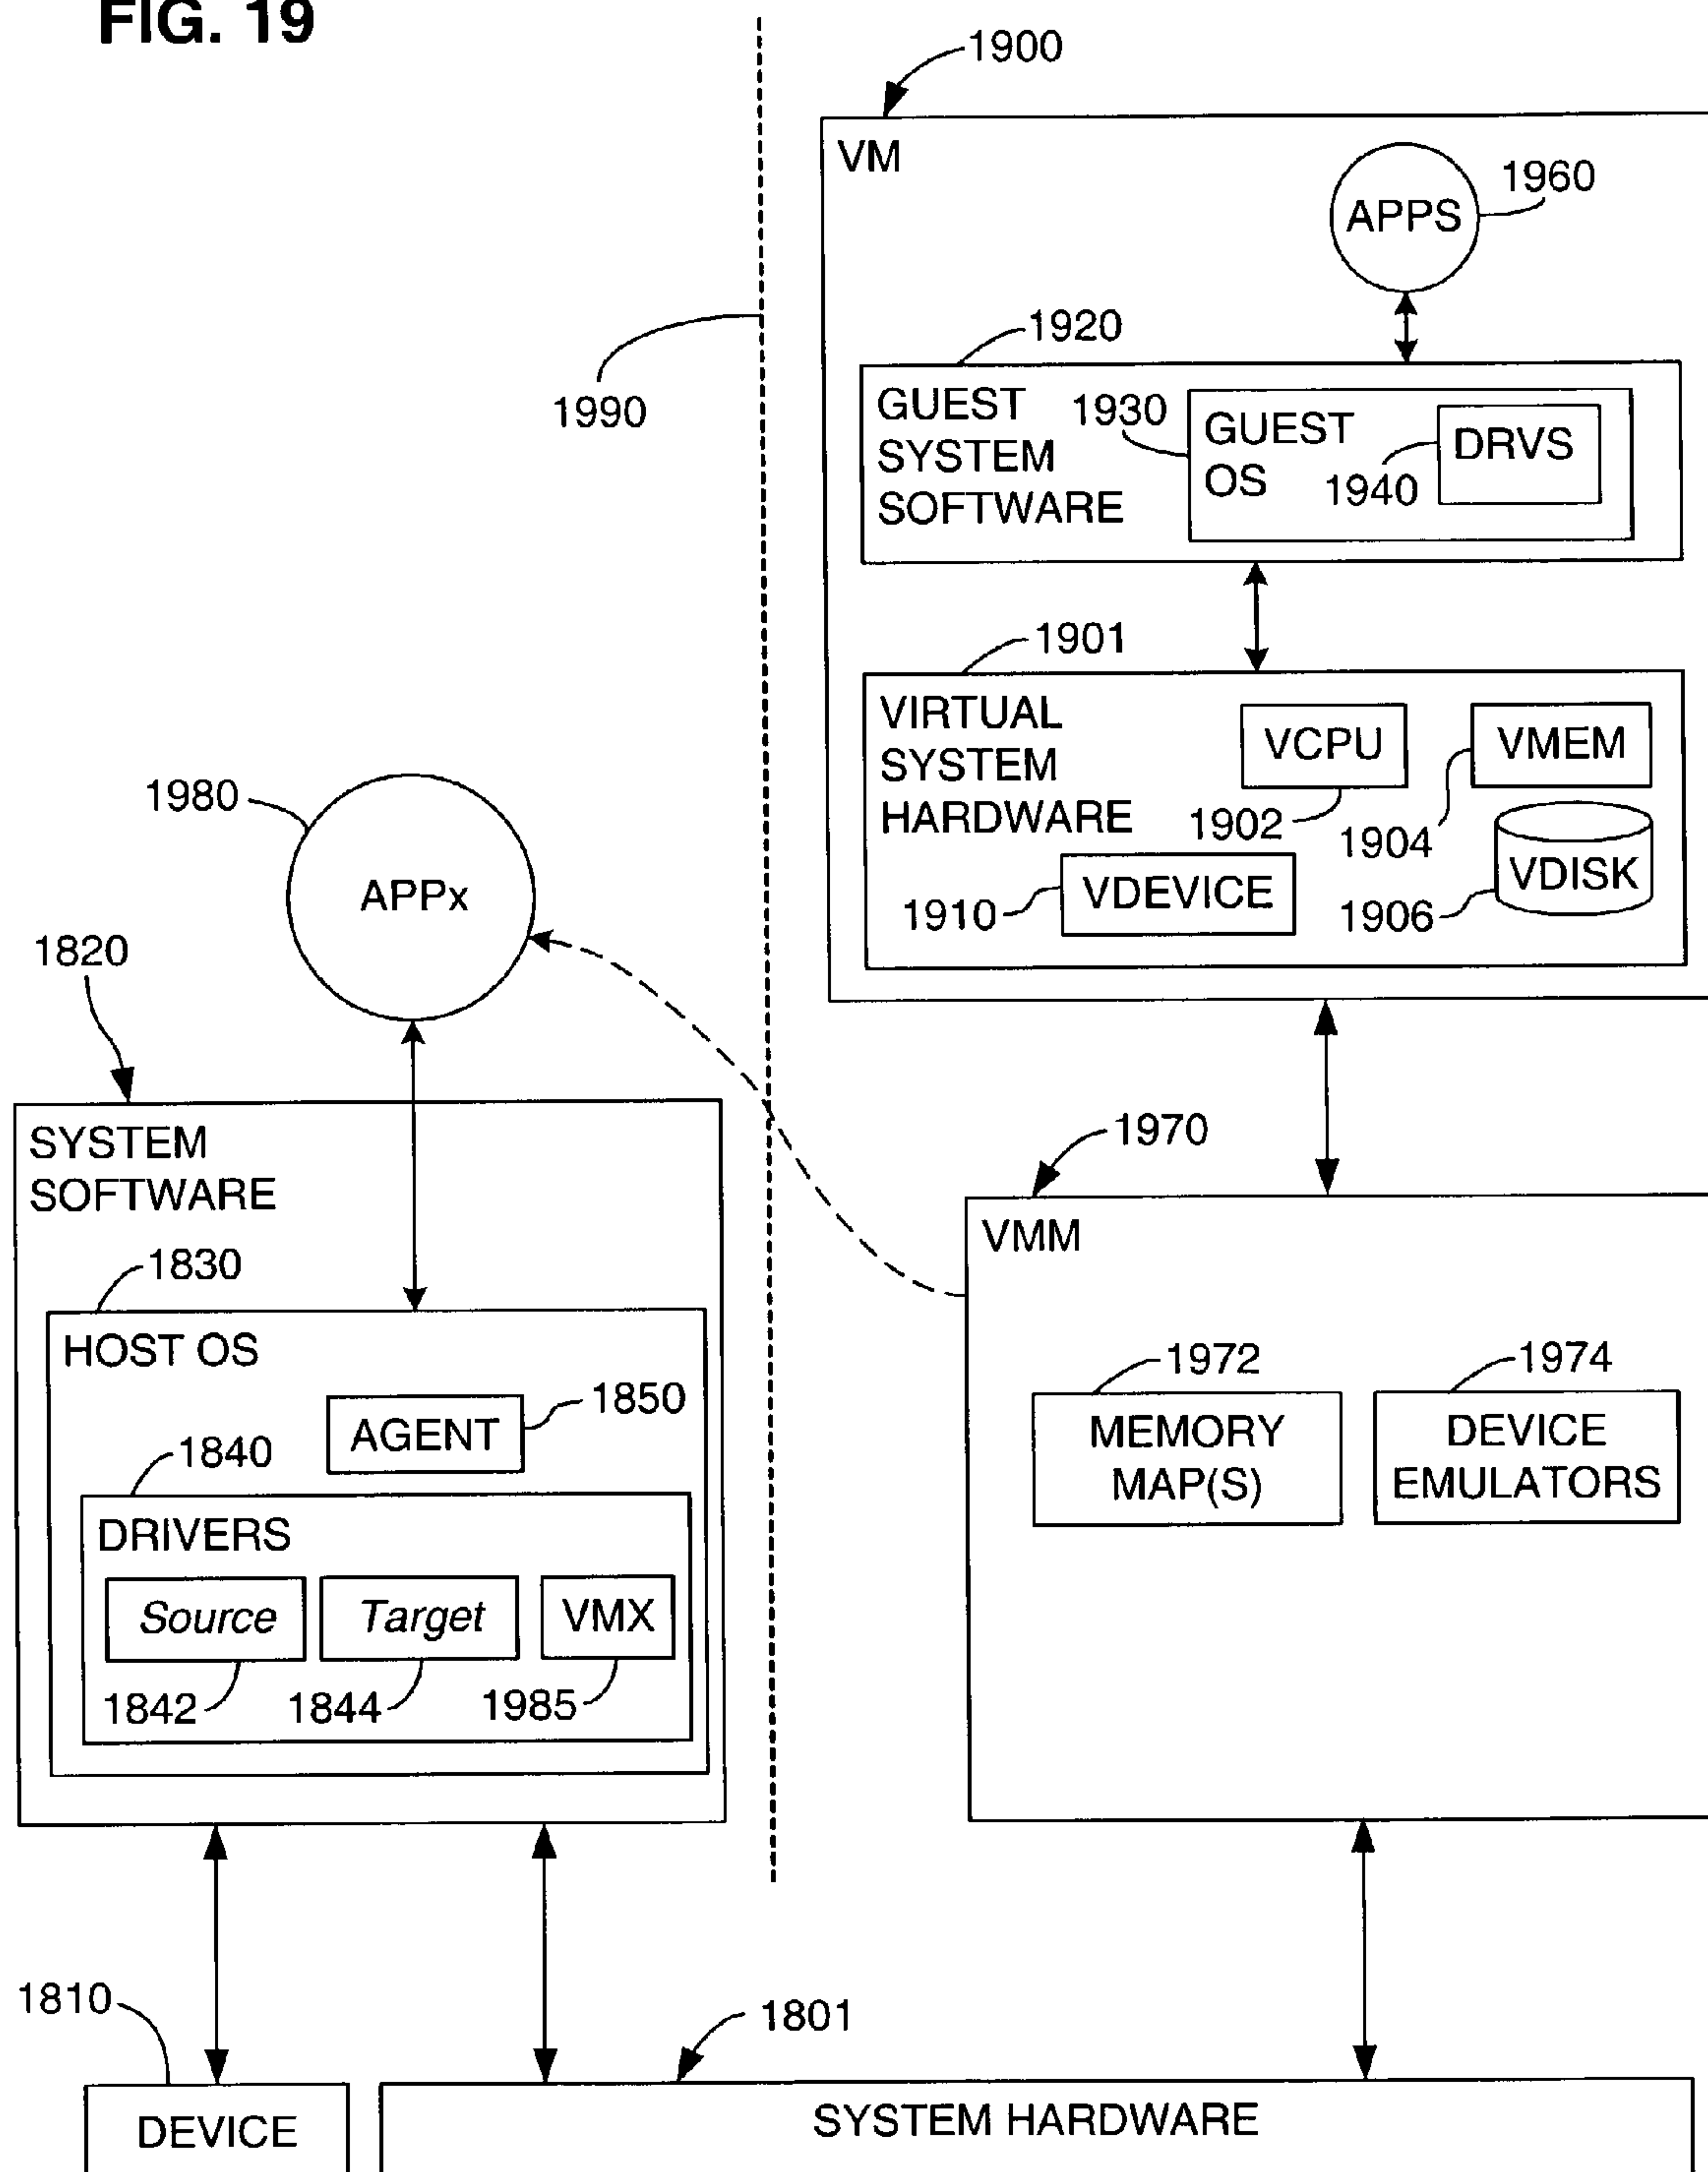 FIG. 19
1900
VM
1960
APPS
1990
1920
GUEST
SYSTEM
SOFTWARE
1930
GUEST
OS
1940
DRVS
1901
VIRTUAL
SYSTEM
HARDWARE
VCPU
1902
VMEM
1904
VDISK
1906
VDEVICE
1910
1980
APPx
1820
SYSTEM
SOFTWARE
1830
HOST OS
1850
AGENT
1840
DRIVERS
Source
Target
VMX
1842
1844
1985
1970
VMM
1972
MEMORY
MAP(S)
1974
DEVICE
EMULATORS
1810
DEVICE
1801
SYSTEM HARDWARE